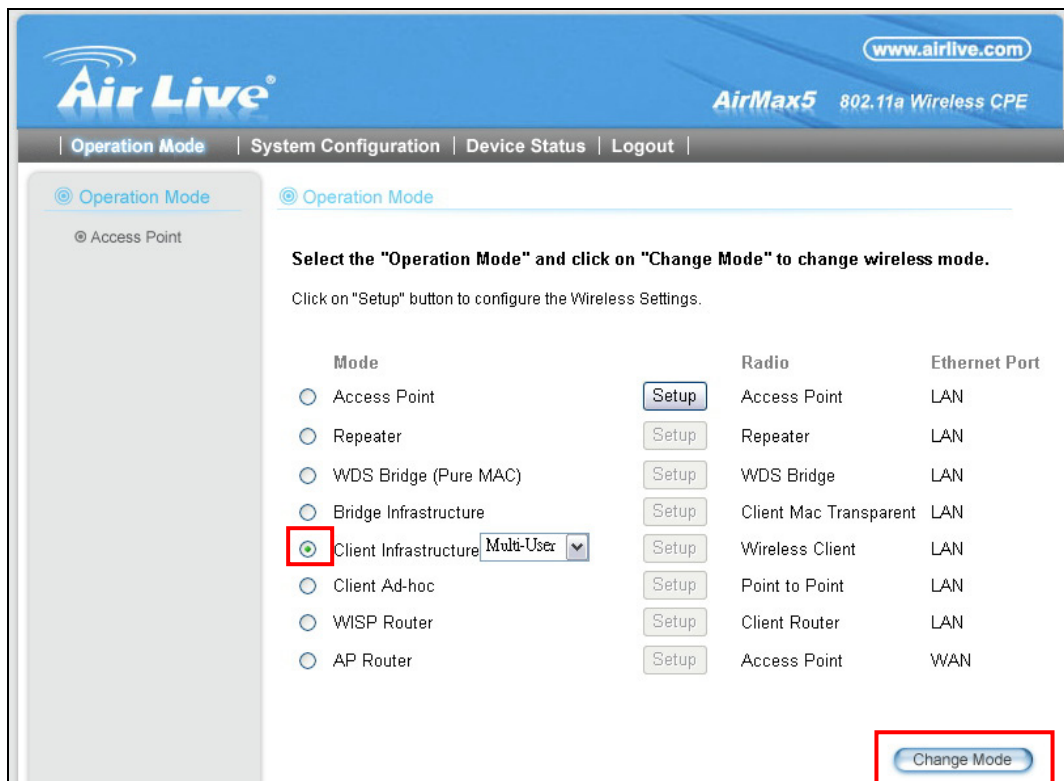 www.airlive.com
Air Live®
AirMax5 802.11a Wireless CPE
| Operation Mode | System Configuration | Device Status | Logout |
Operation Mode
Access Point
Operation Mode
Select the "Operation Mode" and click on "Change Mode" to change wireless mode.
Click on "Setup" button to configure the Wireless Settings.
Mode Radio Ethernet Port
Access Point Setup Access Point LAN
Repeater Setup Repeater LAN
WDS Bridge (Pure MAC) Setup WDS Bridge LAN
Bridge Infrastructure Setup Client Mac Transparent LAN
Client Infrastructure Multi-User Setup Wireless Client LAN
Client Ad-hoc Setup Point to Point LAN
WISP Router Setup Client Router LAN
AP Router Setup Access Point WAN
Change Mode